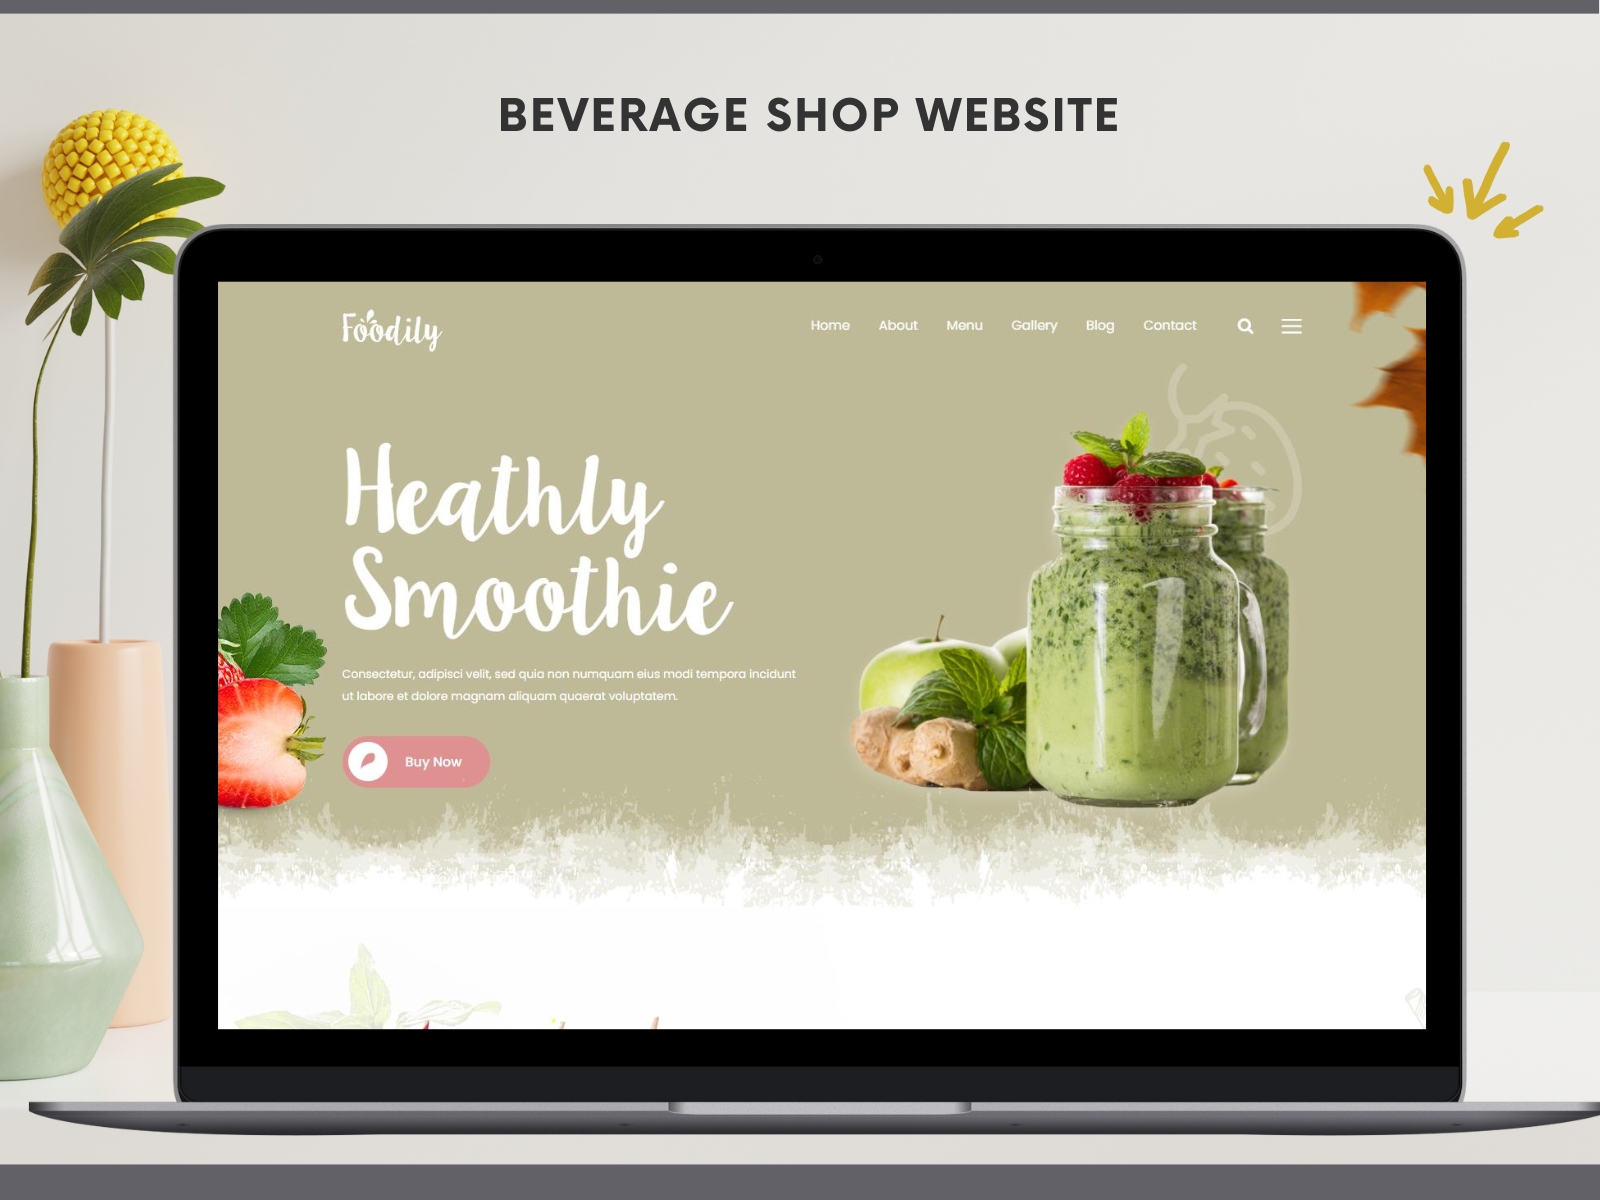 BEVERAGE SHOP WEBSITE
Foodily
Home About Menu Gallery Blog Contact
Heathly
Smoothie
Consectetur, adipisci velit, sed quia non numquam eius modi tempora incidunt
ut labore et dolore magnam aliquam quaerat voluptatem.
Buy Now